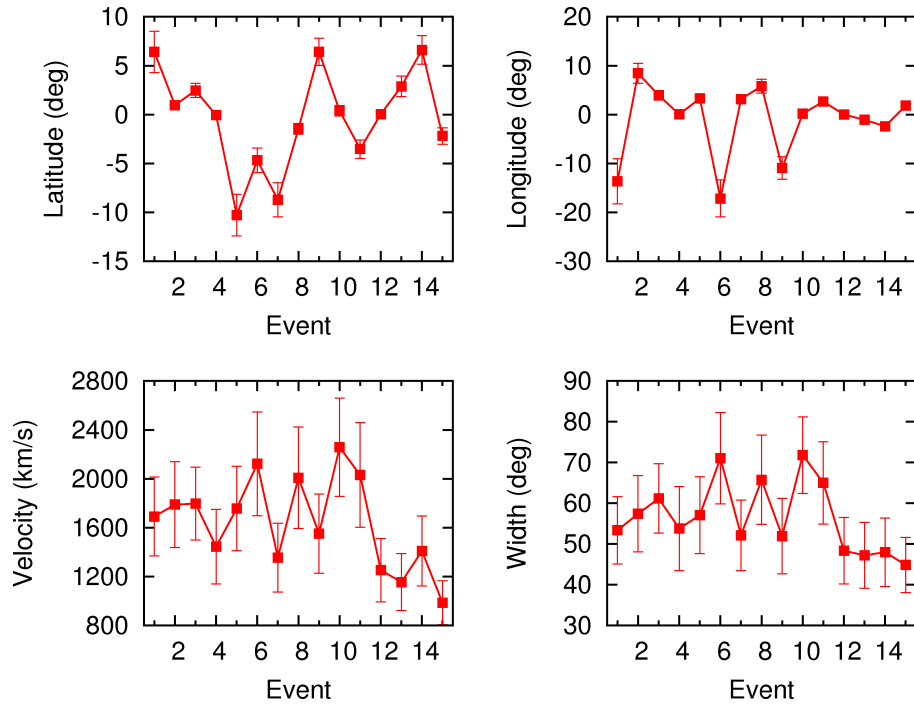 Latitude (deg)
10
5
0
-5
-10
-15
2 4 6 8 10 12 14
Event
Longitude (deg)
20
10
0
-10
-20
-30
2 4 6 8 10 12 14
Event
Velocity (km/s)
2800
2400
2000
1600
1200
800
2 4 6 8 10 12 14
Event
Width (deg)
90
80
70
60
50
40
30
2 4 6 8 10 12 14
Event